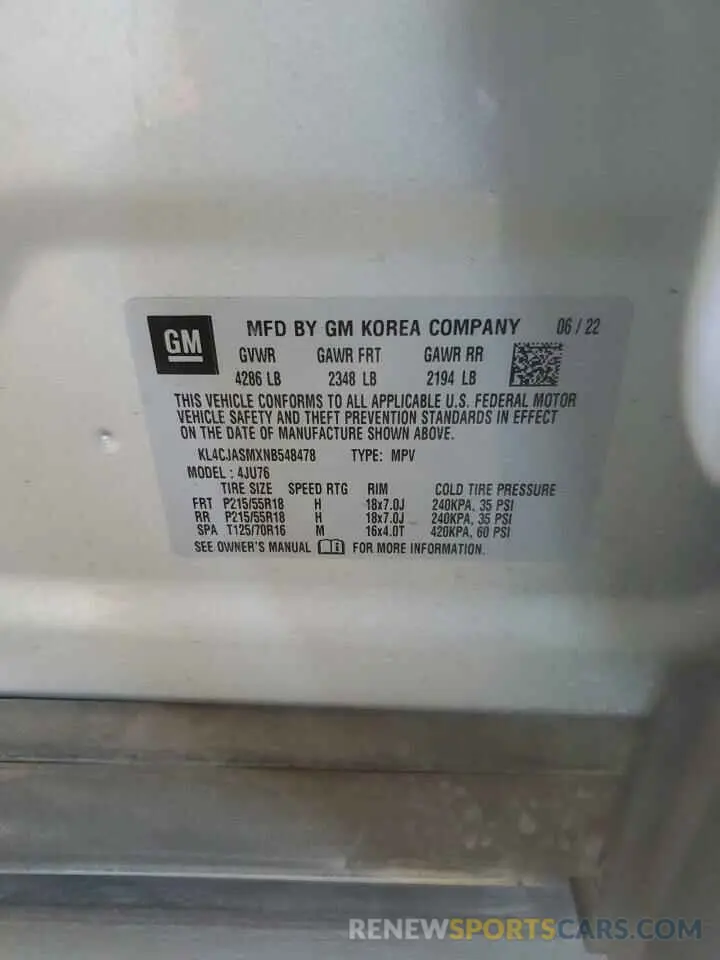 GM MFD BY GM KOREA COMPANY 06 / 22
GVWR GAWR FRT GAWR RR
4286 LB 2348 LB 2194 LB
THIS VEHICLE CONFORMS TO ALL APPLICABLE U.S. FEDERAL MOTOR
VEHICLE SAFETY AND THEFT PREVENTION STANDARDS IN EFFECT
ON THE DATE OF MANUFACTURE SHOWN ABOVE.
KL4CJASMXNB548478 TYPE: MPV
MODEL : 4JU76
TIRE SIZE SPEED RTG RIM COLD TIRE PRESSURE
FRT P215/55R18 H 18x7.0J 240KPA, 35 PSI
RR P215/55R18 H 18x7.0J 240KPA, 35 PSI
SPA T125/70R16 M 16x4.0T 420KPA, 60 PSI
SEE OWNER'S MANUAL FOR MORE INFORMATION.
RENEWSPORTSCARS.COM